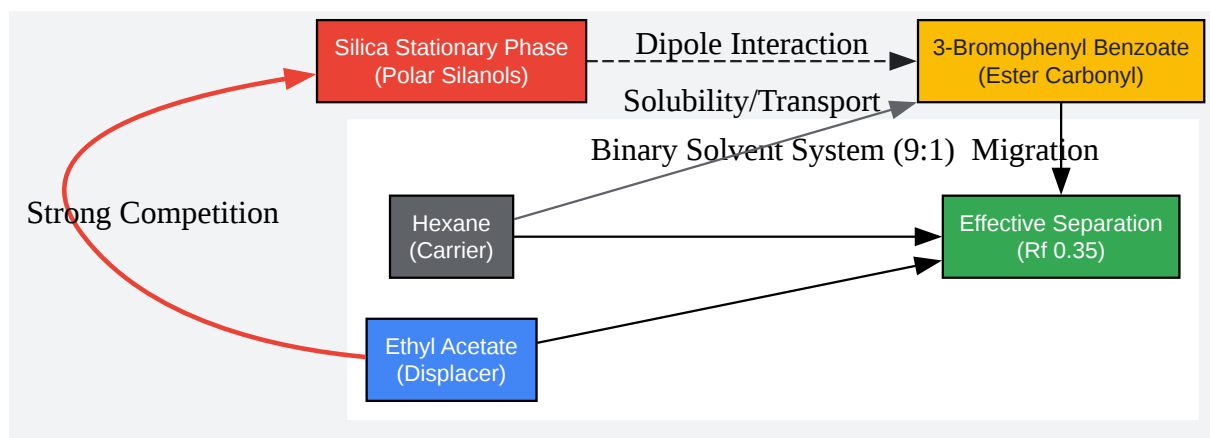 Silica Stationary Phase
(Polar Silanols)
Dipole Interaction
3-Bromophenyl Benzoate
(Ester Carbonyl)
Solubility/Transport
Binary Solvent System (9:1)
Migration
Strong Competition
Hexane
(Carrier)
Effective Separation
(Rf 0.35)
Ethyl Acetate
(Displacer)